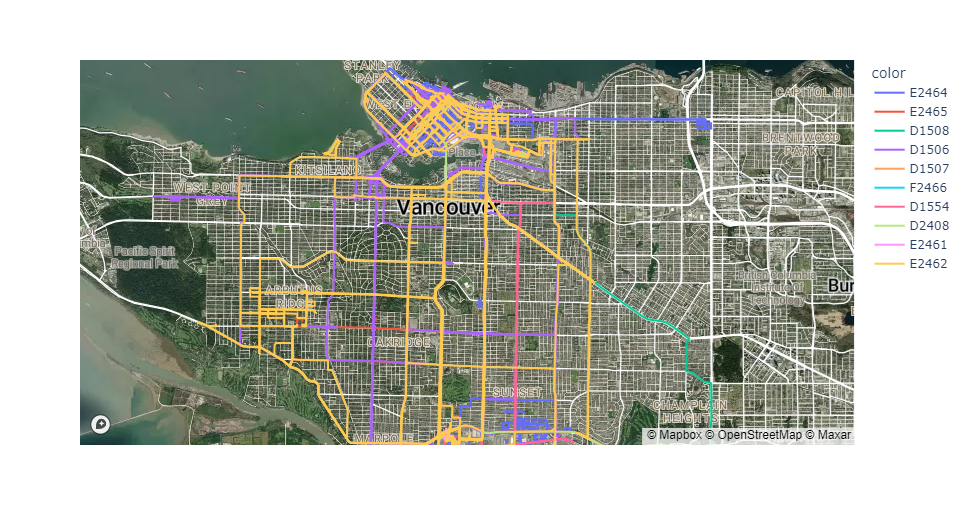 color
E2464
E2465
D1508
D1506
D1507
F2466
D1554
D2408
E2461
E2462
STANLEY
PARK
WEST E
CAPITOL HIL
BRENTWOOD
PARK
Place
KITSILANO
WEST POINT
GREY
Vancouver
Pacific Spirit
Regional Park
British Columbia
Institute of
Technology
Bur
ARBUTUS
RIDGE
OAKRIDGE
SUNSET
CHAMPLAIN
HEIGHTS
MARPOLE
© Mapbox © OpenStreetMap © Maxar